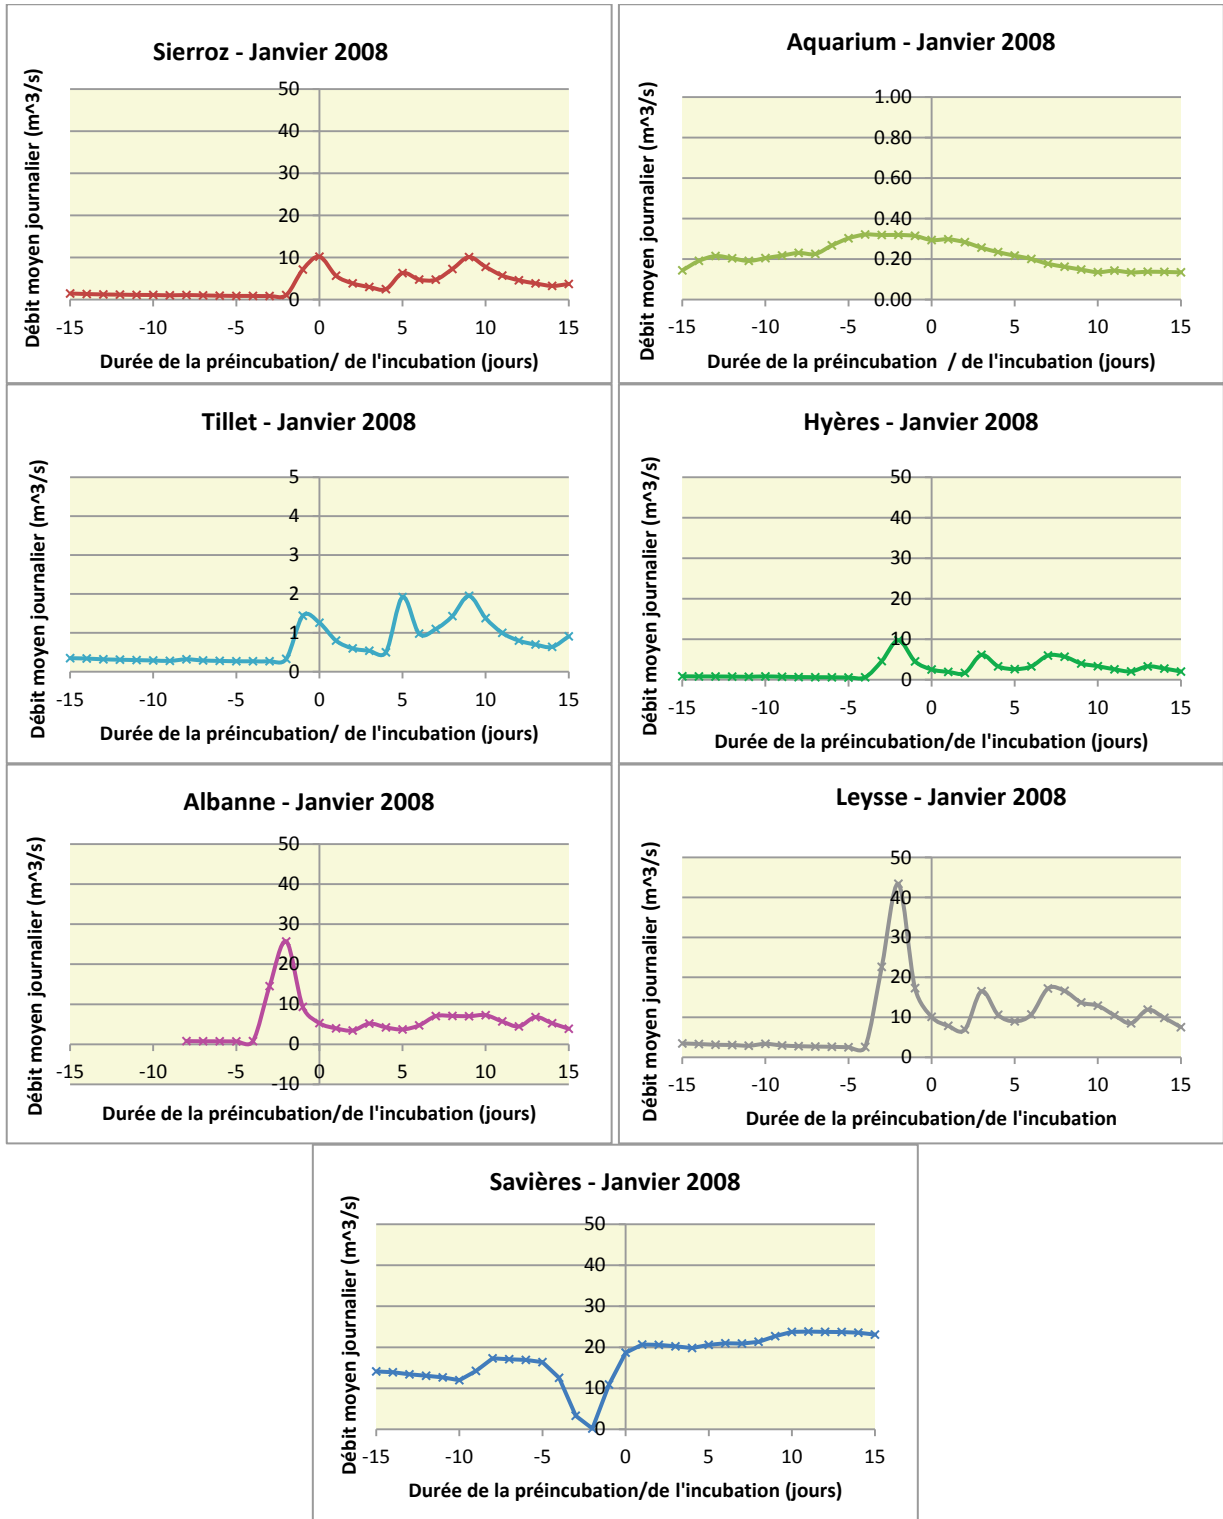 Sierroz - Janvier 2008
Débit moyen journalier (m^3/s)
50
40
30
20
10
0
-15 -10 -5 0 5 10 15
Durée de la préincubation/ de l'incubation (jours)
Aquarium - Janvier 2008
Débit moyen journalier (m^3/s)
1.00
0.80
0.60
0.40
0.20
0.00
-15 -10 -5 0 5 10 15
Durée de la préincubation / de l'incubation (jours)
Tillet - Janvier 2008
Débit moyen journalier (m^3/s)
5
4
3
2
1
0
-15 -10 -5 0 5 10 15
Durée de la préincubation/ de l'incubation (jours)
Hyères - Janvier 2008
Débit moyen journalier (m^3/s)
50
40
30
20
10
0
-15 -10 -5 0 5 10 15
Durée de la préincubation/de l'incubation (jours)
Albanne - Janvier 2008
Débit moyen journalier (m^3/s)
50
40
30
20
10
0
-10
-15 -10 -5 0 5 10 15
Durée de la préincubation/de l'incubation (jours)
Leysse - Janvier 2008
Débit moyen journalier (m^3/s)
50
40
30
20
10
0
-15 -10 -5 0 5 10 15
Durée de la préincubation/de l'incubation
Savières - Janvier 2008
Débit moyen journalier (m^3/s)
50
40
30
20
10
0
-15 -10 -5 0 5 10 15
Durée de la préincubation/de l'incubation (jours)